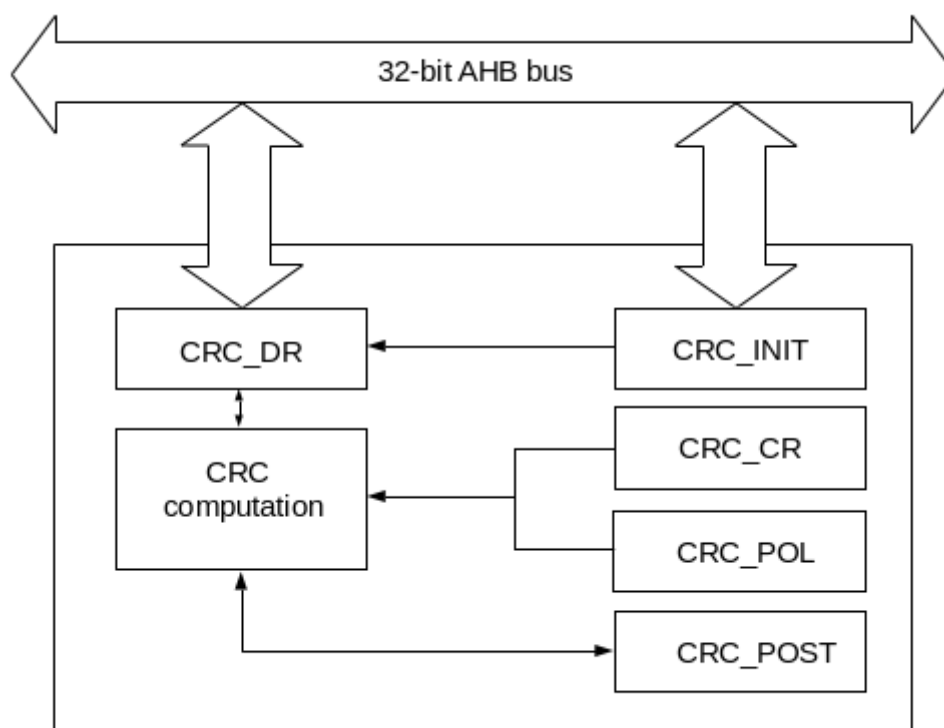 32-bit AHB bus
CRC_DR
CRC_INIT
CRC_CR
CRC
computation
CRC_POL
CRC_POST